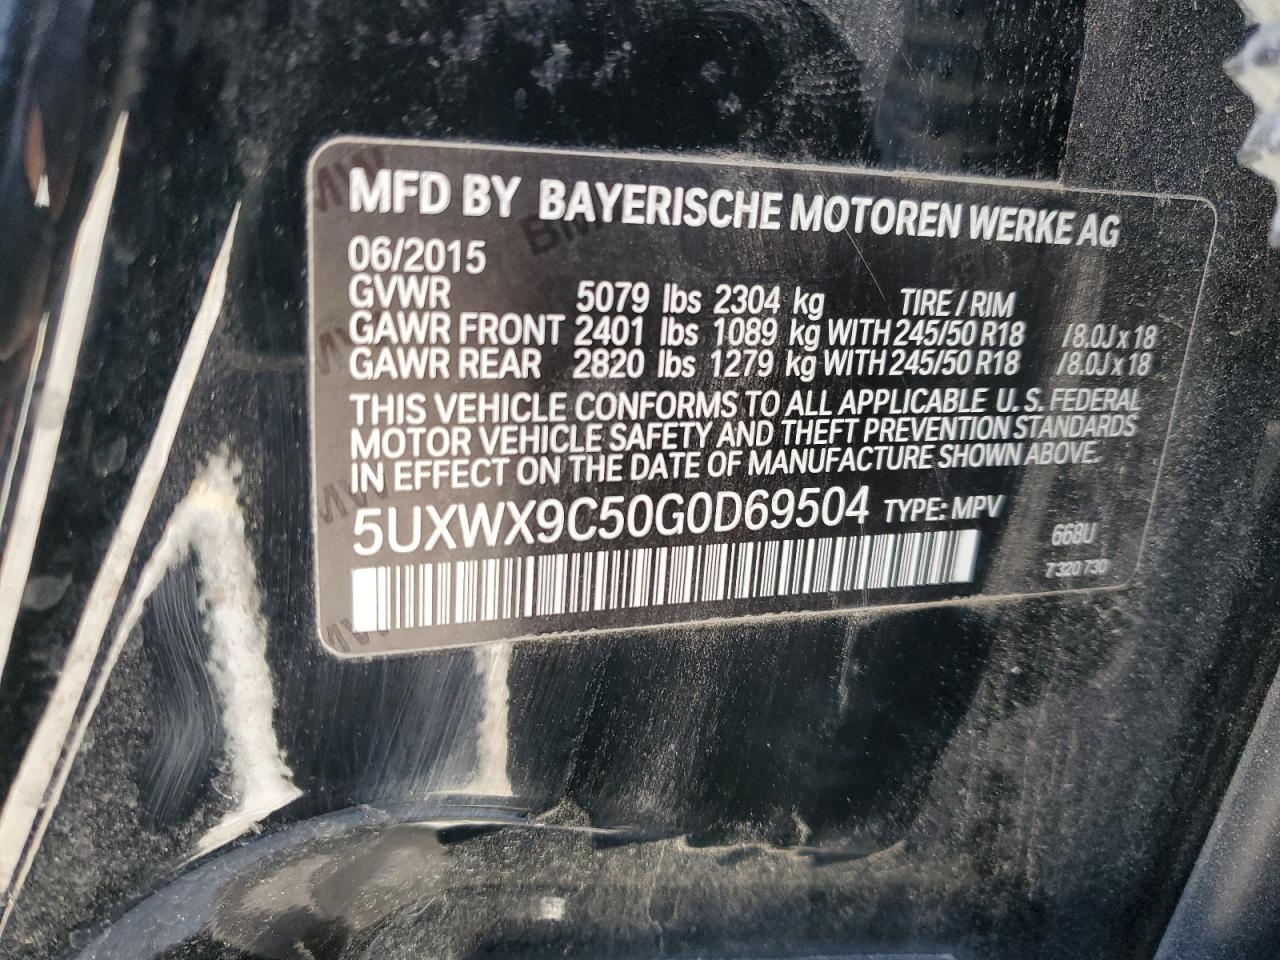 MFD BY BAYERISCHE MOTOREN WERKE AG
06/2015
GVWR 5079 lbs 2304 kg TIRE / RIM
GAWR FRONT 2401 lbs 1089 kg WITH 245/50 R18 /8.0J x 18
GAWR REAR 2820 lbs 1279 kg WITH 245/50 R18 /8.0J x 18
THIS VEHICLE CONFORMS TO ALL APPLICABLE U.S. FEDERAL
MOTOR VEHICLE SAFETY AND THEFT PREVENTION STANDARDS
IN EFFECT ON THE DATE OF MANUFACTURE SHOWN ABOVE.
5UXWX9C50G0D69504 TYPE: MPV
668U
7 320 730